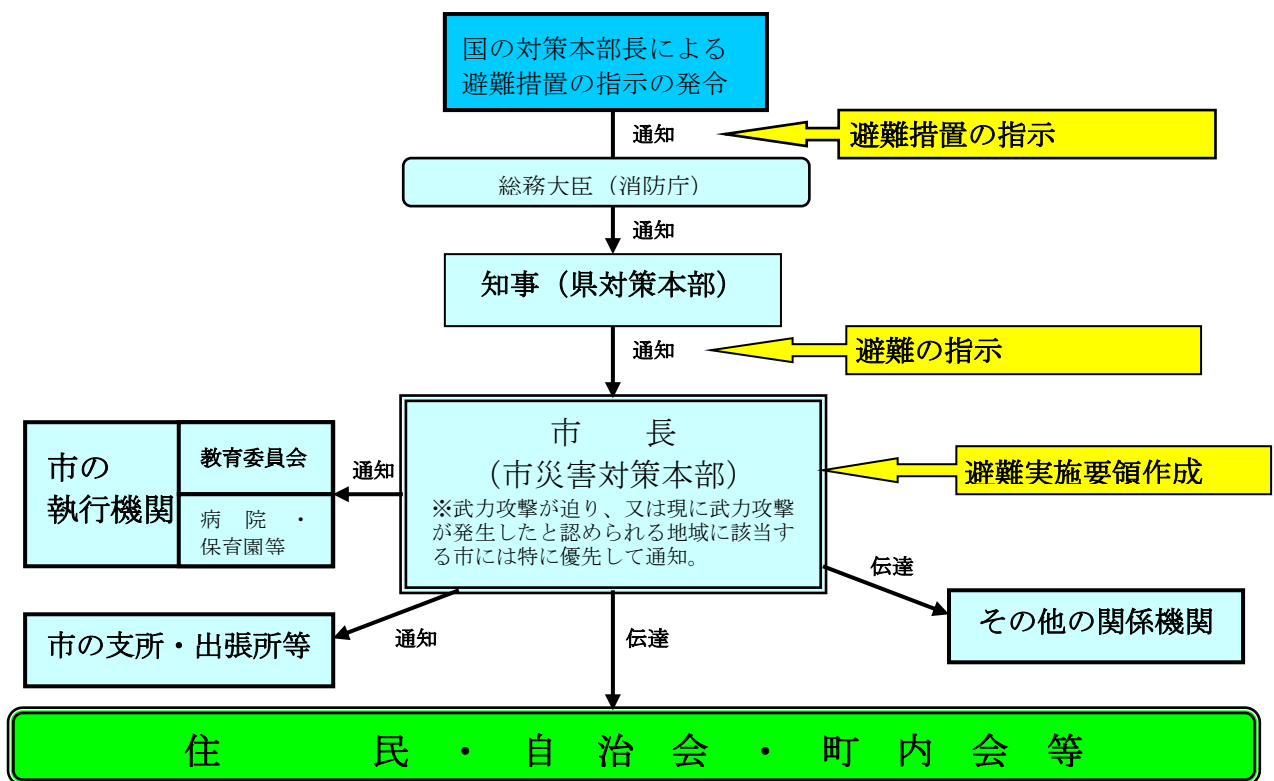 国の対策本部長による
避難措置の指示の発令
通知
避難措置の指示
総務大臣（消防庁）
通知
知事（県対策本部）
通知
避難の指示
市　長
（市災害対策本部）
※武力攻撃が迫り、又は現に武力攻撃
が発生したと認められる地域に該当す
る市には特に優先して通知。
避難実施要領作成
市の
執行機関
教育委員会
病院・
保育園等
通知
伝達
その他の関係機関
市の支所・出張所等
通知
伝達
住民・自治会・町内会等